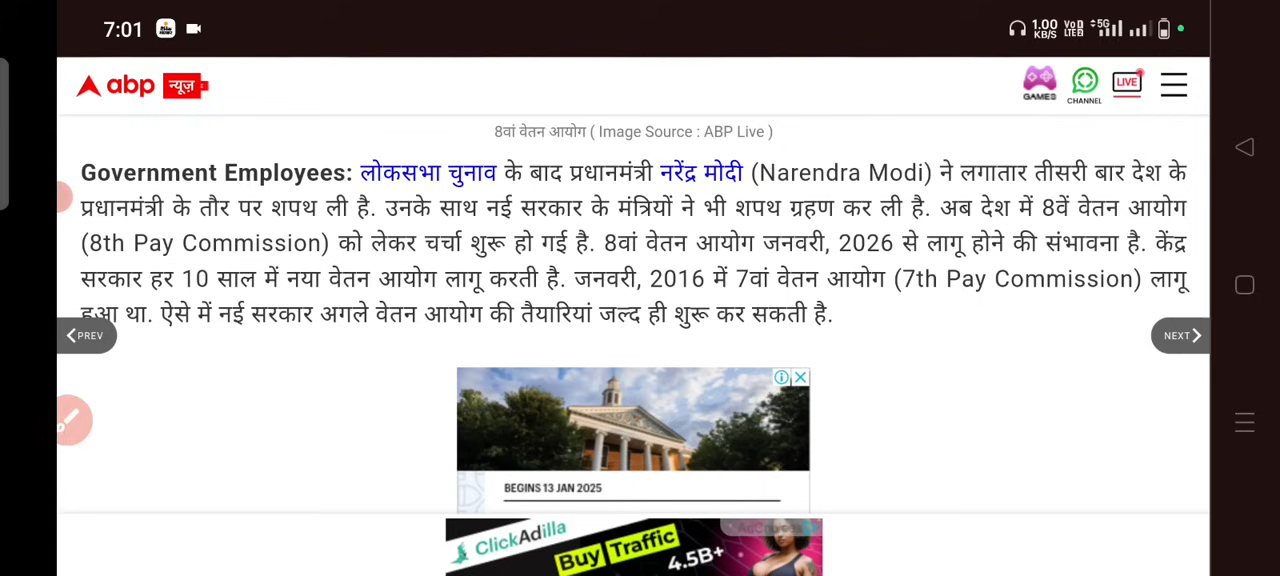 7:01
1.00 KB/S
VoD LTE 5G
abp न्यूज़
GAMES
CHANNEL
LIVE
8वां वेतन आयोग ( Image Source : ABP Live )
Government Employees: लोकसभा चुनाव के बाद प्रधानमंत्री नरेंद्र मोदी (Narendra Modi) ने लगातार तीसरी बार देश के
प्रधानमंत्री के तौर पर शपथ ली है. उनके साथ नई सरकार के मंत्रियों ने भी शपथ ग्रहण कर ली है. अब देश में 8वें वेतन आयोग
(8th Pay Commission) को लेकर चर्चा शुरू हो गई है. 8वां वेतन आयोग जनवरी, 2026 से लागू होने की संभावना है. केंद्र
सरकार हर 10 साल में नया वेतन आयोग लागू करती है. जनवरी, 2016 में 7वां वेतन आयोग (7th Pay Commission) लागू
हुआ था. ऐसे में नई सरकार अगले वेतन आयोग की तैयारियां जल्द ही शुरू कर सकती है.
PREV
NEXT
BEGINS 13 JAN 2025
ClickAdilla
Buy Traffic
4.5B+